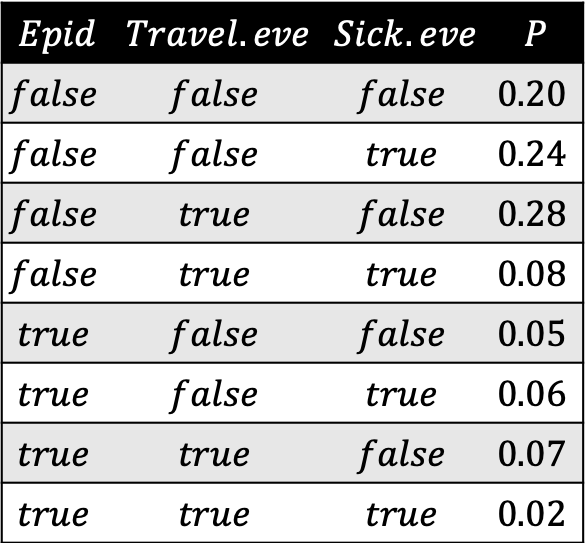 Epid Travel.eve Sick.eve P
false false false 0.20
false false true 0.24
false true false 0.28
false true true 0.08
true false false 0.05
true false true 0.06
true true false 0.07
true true true 0.02